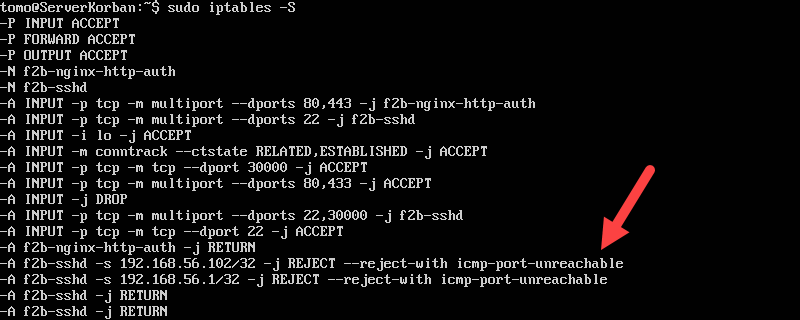 tomo@ServerKorban:~$ sudo iptables -S
-P INPUT ACCEPT
-P FORWARD ACCEPT
-P OUTPUT ACCEPT
-N f2b-nginx-http-auth
-N f2b-sshd
-A INPUT -p tcp -m multiport --dports 80,443 -j f2b-nginx-http-auth
-A INPUT -p tcp -m multiport --dports 22 -j f2b-sshd
-A INPUT -i lo -j ACCEPT
-A INPUT -m conntrack --ctstate RELATED,ESTABLISHED -j ACCEPT
-A INPUT -p tcp -m tcp --dport 30000 -j ACCEPT
-A INPUT -p tcp -m multiport --dports 80,433 -j ACCEPT
-A INPUT -j DROP
-A INPUT -p tcp -m multiport --dports 22,30000 -j f2b-sshd
-A INPUT -p tcp -m tcp --dport 22 -j ACCEPT
-A f2b-nginx-http-auth -j RETURN
-A f2b-sshd -s 192.168.56.102/32 -j REJECT --reject-with icmp-port-unreachable
-A f2b-sshd -s 192.168.56.1/32 -j REJECT --reject-with icmp-port-unreachable
-A f2b-sshd -j RETURN
-A f2b-sshd -j RETURN